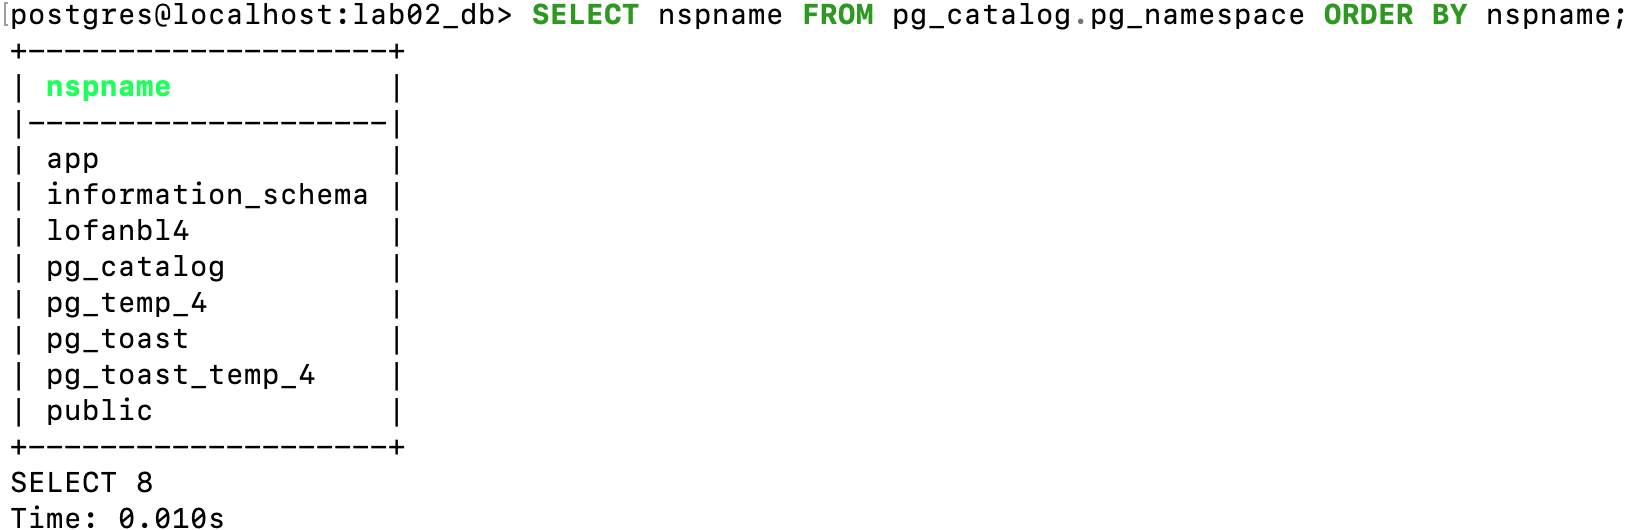 [postgres@localhost:lab02_db> SELECT nspname FROM pg_catalog.pg_namespace ORDER BY nspname;
+--------------------+
| nspname            |
|--------------------|
| app                |
| information_schema |
| lofanbl4           |
| pg_catalog         |
| pg_temp_4          |
| pg_toast           |
| pg_toast_temp_4    |
| public             |
+--------------------+
SELECT 8
Time: 0.010s